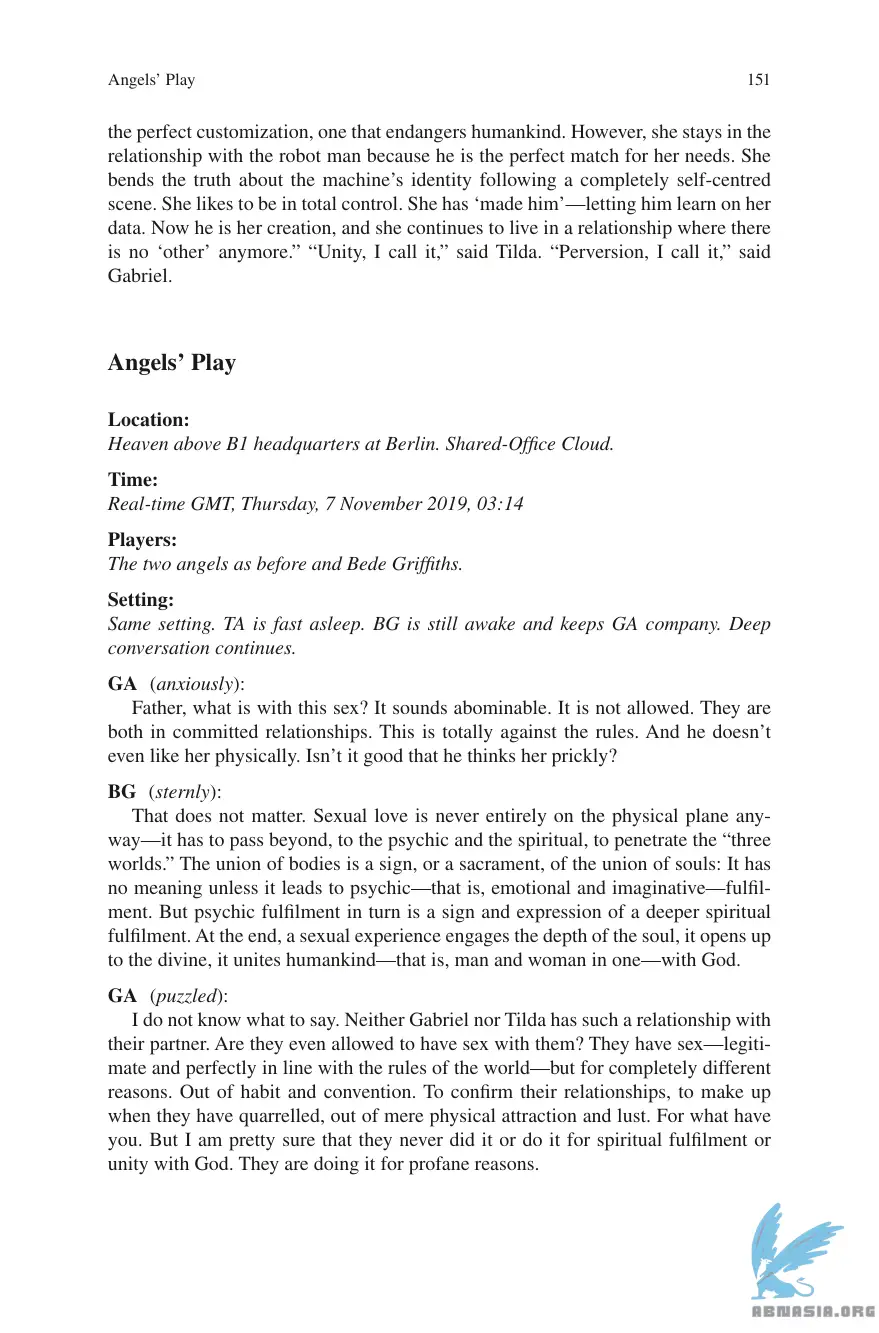 Angels’ Play 151
the perfect customization, one that endangers humankind. However, she stays in the
relationship with the robot man because he is the perfect match for her needs. She
bends the truth about the machine’s identity following a completely self-centred
scene. She likes to be in total control. She has ‘made him’—letting him learn on her
data. Now he is her creation, and she continues to live in a relationship where there
is no ‘other’ anymore.” “Unity, I call it,” said Tilda. “Perversion, I call it,” said
Gabriel.
Angels’ Play
Location:
Heaven above B1 headquarters at Berlin. Shared-Office Cloud.
Time:
Real-time GMT, Thursday, 7 November 2019, 03:14
Players:
The two angels as before and Bede Griffiths.
Setting:
Same setting. TA is fast asleep. BG is still awake and keeps GA company. Deep
conversation continues.
GA (anxiously):
Father, what is with this sex? It sounds abominable. It is not allowed. They are
both in committed relationships. This is totally against the rules. And he doesn’t
even like her physically. Isn’t it good that he thinks her prickly?
BG (sternly):
That does not matter. Sexual love is never entirely on the physical plane any-
way—it has to pass beyond, to the psychic and the spiritual, to penetrate the “three
worlds.” The union of bodies is a sign, or a sacrament, of the union of souls: It has
no meaning unless it leads to psychic—that is, emotional and imaginative—fulfil-
ment. But psychic fulfilment in turn is a sign and expression of a deeper spiritual
fulfilment. At the end, a sexual experience engages the depth of the soul, it opens up
to the divine, it unites humankind—that is, man and woman in one—with God.
GA (puzzled):
I do not know what to say. Neither Gabriel nor Tilda has such a relationship with
their partner. Are they even allowed to have sex with them? They have sex—legiti-
mate and perfectly in line with the rules of the world—but for completely different
reasons. Out of habit and convention. To confirm their relationships, to make up
when they have quarrelled, out of mere physical attraction and lust. For what have
you. But I am pretty sure that they never did it or do it for spiritual fulfilment or
unity with God. They are doing it for profane reasons.
ABNASIA.ORG